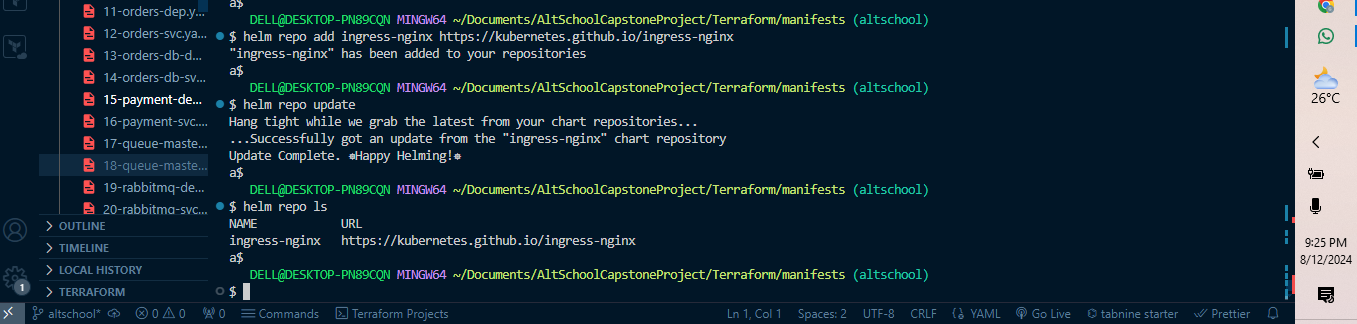 11-orders-dep.y...
12-orders-svc.ya...
13-orders-db-d...
14-orders-db-sv...
15-payment-de...
16-payment-svc....
17-queue-maste...
18-queue-maste...
19-rabbitmq-de...
20-rabbitmq-svc...
OUTLINE
TIMELINE
LOCAL HISTORY
TERRAFORM
1
a$
DELL@DESKTOP-PN89CQN MINGW64 ~/Documents/AltSchoolCapstoneProject/Terraform/manifests (altschool)
$ helm repo add ingress-nginx https://kubernetes.github.io/ingress-nginx
"ingress-nginx" has been added to your repositories
a$
DELL@DESKTOP-PN89CQN MINGW64 ~/Documents/AltSchoolCapstoneProject/Terraform/manifests (altschool)
$ helm repo update
Hang tight while we grab the latest from your chart repositories...
...Successfully got an update from the "ingress-nginx" chart repository
Update Complete. ⎈Happy Helming!⎈
a$
DELL@DESKTOP-PN89CQN MINGW64 ~/Documents/AltSchoolCapstoneProject/Terraform/manifests (altschool)
$ helm repo ls
NAME URL
ingress-nginx https://kubernetes.github.io/ingress-nginx
a$
DELL@DESKTOP-PN89CQN MINGW64 ~/Documents/AltSchoolCapstoneProject/Terraform/manifests (altschool)
$
altschool* 0 0 0 Commands Terraform Projects Ln 1, Col 1 Spaces: 2 UTF-8 CRLF YAML Go Live tabnine starter Prettier
26°C
9:25 PM
8/12/2024